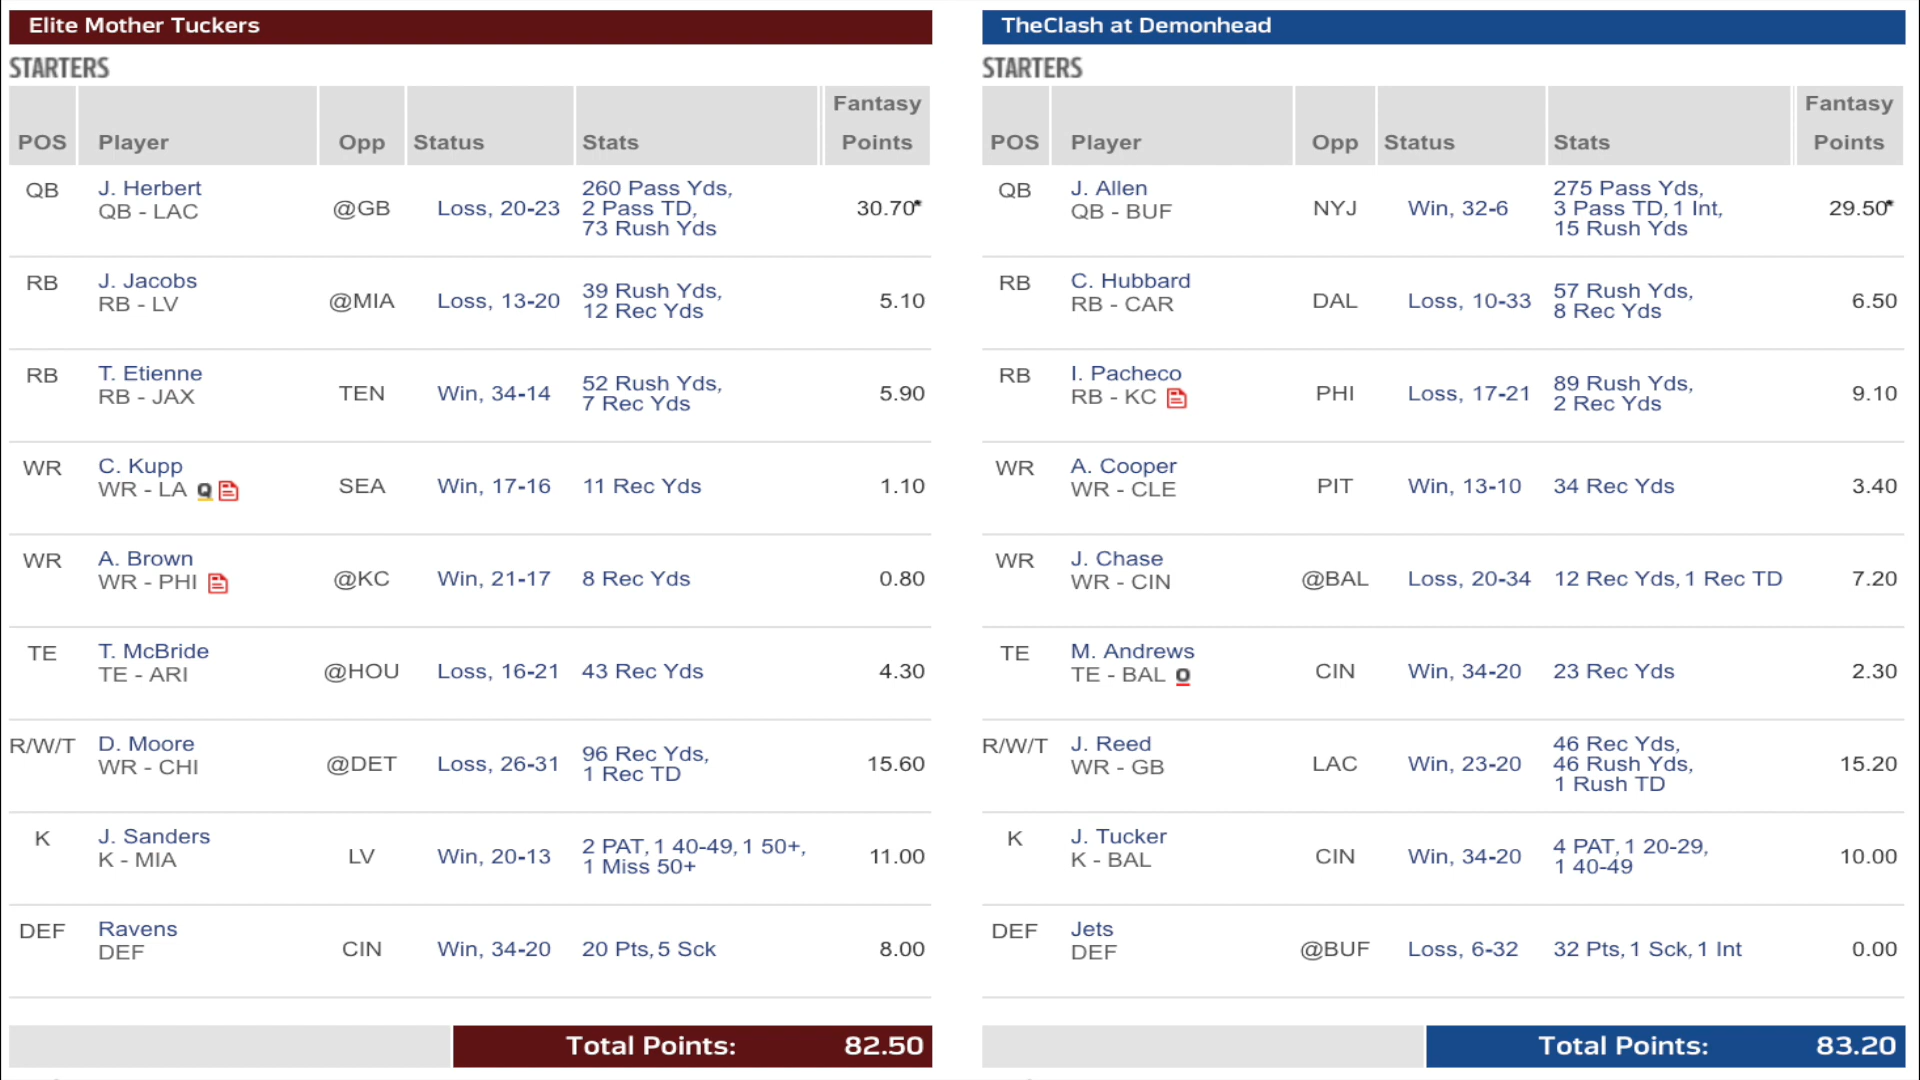 Elite Mother Tuckers
STARTERS
POS Player Opp Status Stats Fantasy Points
QB J. Herbert
QB - LAC
@GB Loss, 20-23
260 Pass Yds,
2 Pass TD,
73 Rush Yds
30.70*
RB J. Jacobs
RB - LV
@MIA Loss, 13-20
39 Rush Yds,
12 Rec Yds
5.10
RB T. Etienne
RB - JAX
TEN Win, 34-14
52 Rush Yds,
7 Rec Yds
5.90
WR C. Kupp
WR - LA Q
SEA Win, 17-16 11 Rec Yds 1.10
WR A. Brown
WR - PHI
@KC Win, 21-17 8 Rec Yds 0.80
TE T. McBride
TE - ARI
@HOU Loss, 16-21 43 Rec Yds 4.30
R/W/T D. Moore
WR - CHI
@DET Loss, 26-31
96 Rec Yds,
1 Rec TD
15.60
K J. Sanders
K - MIA
LV Win, 20-13
2 PAT, 1 40-49, 1 50+,
1 Miss 50+
11.00
DEF Ravens
DEF
CIN Win, 34-20 20 Pts, 5 Sck 8.00
Total Points: 82.50
TheClash at Demonhead
STARTERS
POS Player Opp Status Stats Fantasy Points
QB J. Allen
QB - BUF
NYJ Win, 32-6
275 Pass Yds,
3 Pass TD, 1 Int,
15 Rush Yds
29.50*
RB C. Hubbard
RB - CAR
DAL Loss, 10-33
57 Rush Yds,
8 Rec Yds
6.50
RB I. Pacheco
RB - KC
PHI Loss, 17-21
89 Rush Yds,
2 Rec Yds
9.10
WR A. Cooper
WR - CLE
PIT Win, 13-10 34 Rec Yds 3.40
WR J. Chase
WR - CIN
@BAL Loss, 20-34 12 Rec Yds, 1 Rec TD 7.20
TE M. Andrews
TE - BAL O
CIN Win, 34-20 23 Rec Yds 2.30
R/W/T J. Reed
WR - GB
LAC Win, 23-20
46 Rec Yds,
46 Rush Yds,
1 Rush TD
15.20
K J. Tucker
K - BAL
CIN Win, 34-20
4 PAT, 1 20-29,
1 40-49
10.00
DEF Jets
DEF
@BUF Loss, 6-32 32 Pts, 1 Sck, 1 Int 0.00
Total Points: 83.20